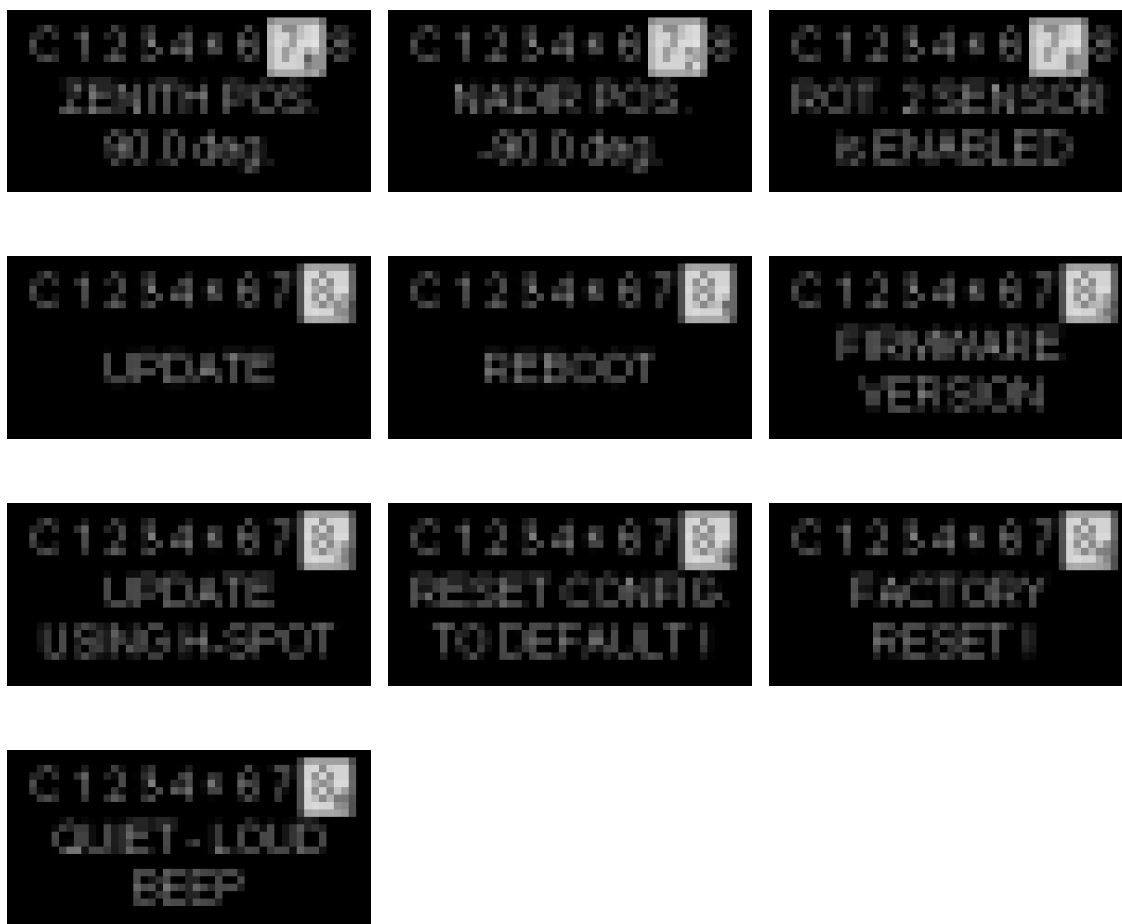 C 1 2 3 4 * 6 7 8
ZENITH POS.
90.0 deg.
C 1 2 3 4 * 6 7 8
NADIR POS.
-90.0 deg.
C 1 2 3 4 * 6 7 8
ROT. 2 SENSOR
is ENABLED
C 1 2 3 4 * 6 7 8
UPDATE
C 1 2 3 4 * 6 7 8
REBOOT
C 1 2 3 4 * 6 7 8
FIRMWARE
VERSION
C 1 2 3 4 * 6 7 8
UPDATE
USING H-SPOT
C 1 2 3 4 * 6 7 8
RESET CONFIG.
TO DEFAULT !
C 1 2 3 4 * 6 7 8
FACTORY
RESET !
C 1 2 3 4 * 6 7 8
QUIET - LOUD
BEEP